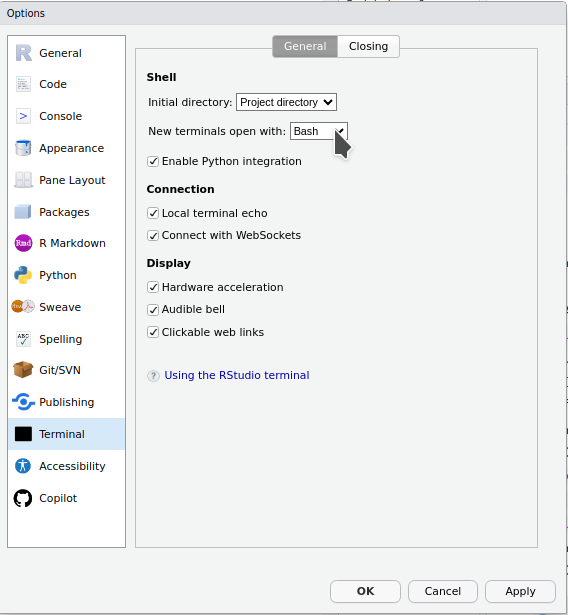 Options
General
Code
Console
Appearance
Pane Layout
Packages
Rmd R Markdown
Python
Sweave
ABC Spelling
Git/SVN
Publishing
Terminal
Accessibility
Copilot
General Closing
Shell
Initial directory: Project directory
New terminals open with: Bash
Enable Python integration
Connection
Local terminal echo
Connect with WebSockets
Display
Hardware acceleration
Audible bell
Clickable web links
? Using the RStudio terminal
OK Cancel Apply